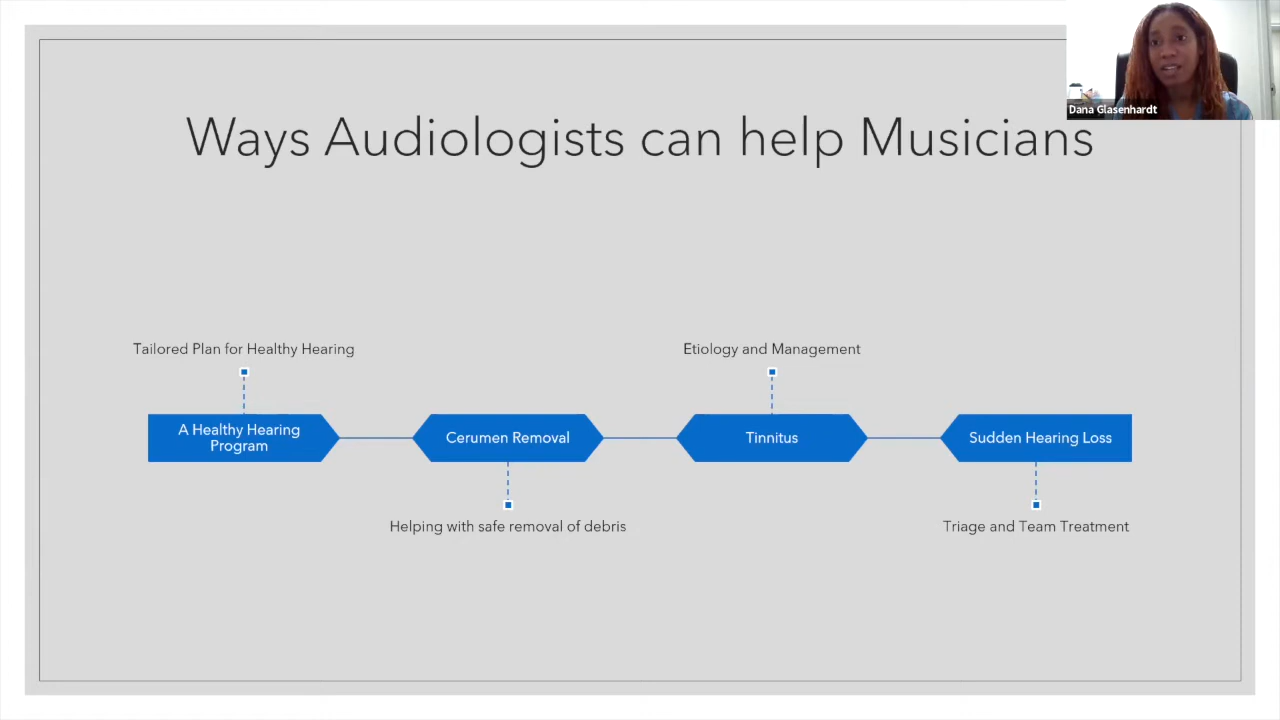 Dana Glasenhardt
Ways Audiologists can help Musicians
Tailored Plan for Healthy Hearing
Etiology and Management
A Healthy Hearing
Program
Cerumen Removal
Tinnitus
Sudden Hearing Loss
Helping with safe removal of debris
Triage and Team Treatment